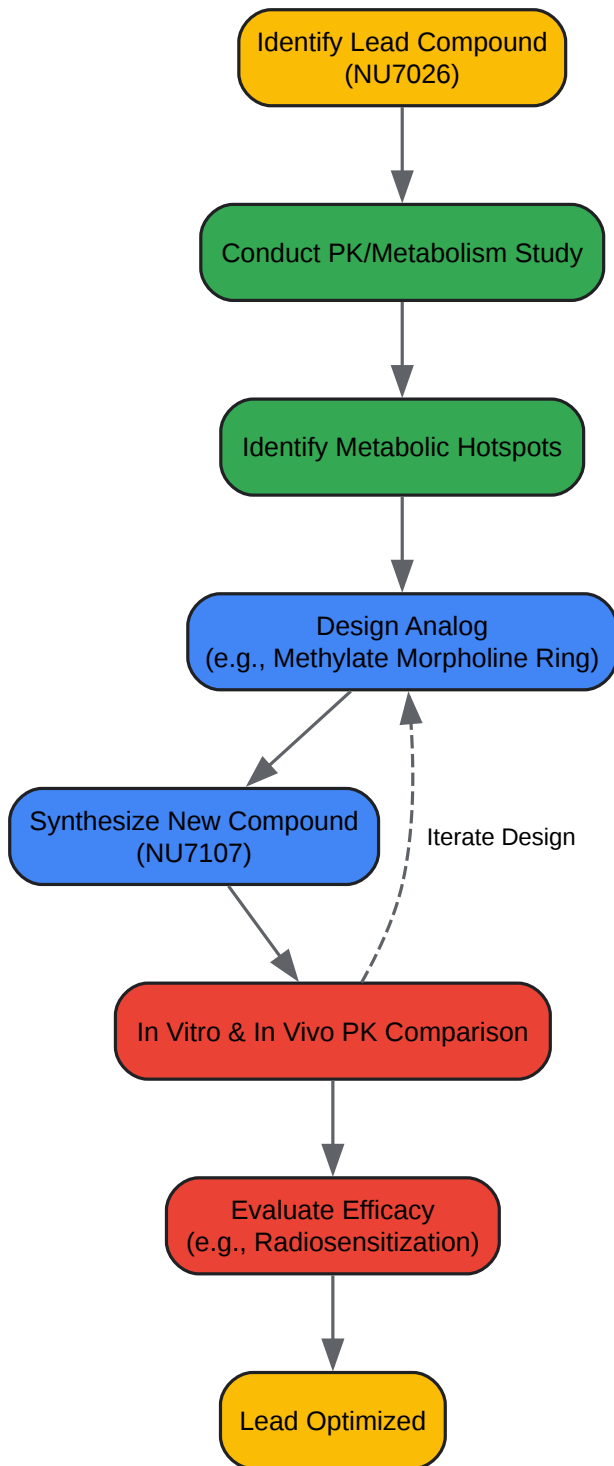 Identify Lead Compound
(NU7026)
Conduct PK/Metabolism Study
Identify Metabolic Hotspots
Design Analog
(e.g., Methylate Morpholine Ring)
Synthesize New Compound
(NU7107)
Iterate Design
In Vitro & In Vivo PK Comparison
Evaluate Efficacy
(e.g., Radiosensitization)
Lead Optimized